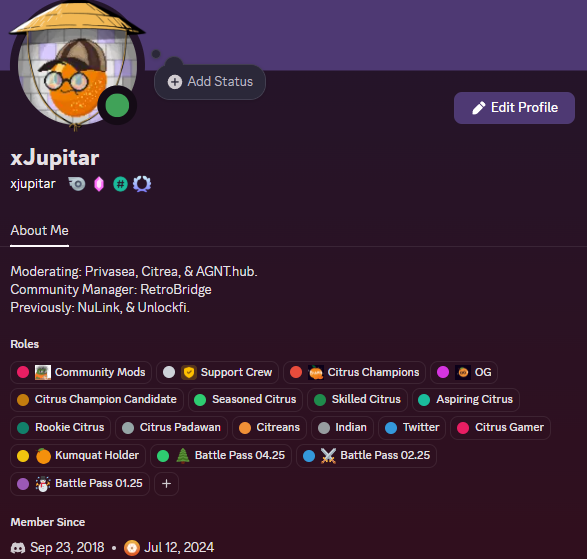 Add Status
Edit Profile
xJupitar
xjupitar #
About Me
Moderating: Privasea, Citrea, & AGNT.hub.
Community Manager: RetroBridge
Previously: NuLink, & Unlockfi.
Roles
Community Mods Support Crew Citrus Champions OG
Citrus Champion Candidate Seasoned Citrus Skilled Citrus Aspiring Citrus
Rookie Citrus Citrus Padawan Citreans Indian Twitter Citrus Gamer
Kumquat Holder Battle Pass 04.25 Battle Pass 02.25
Battle Pass 01.25 +
Member Since
Sep 23, 2018 • Jul 12, 2024